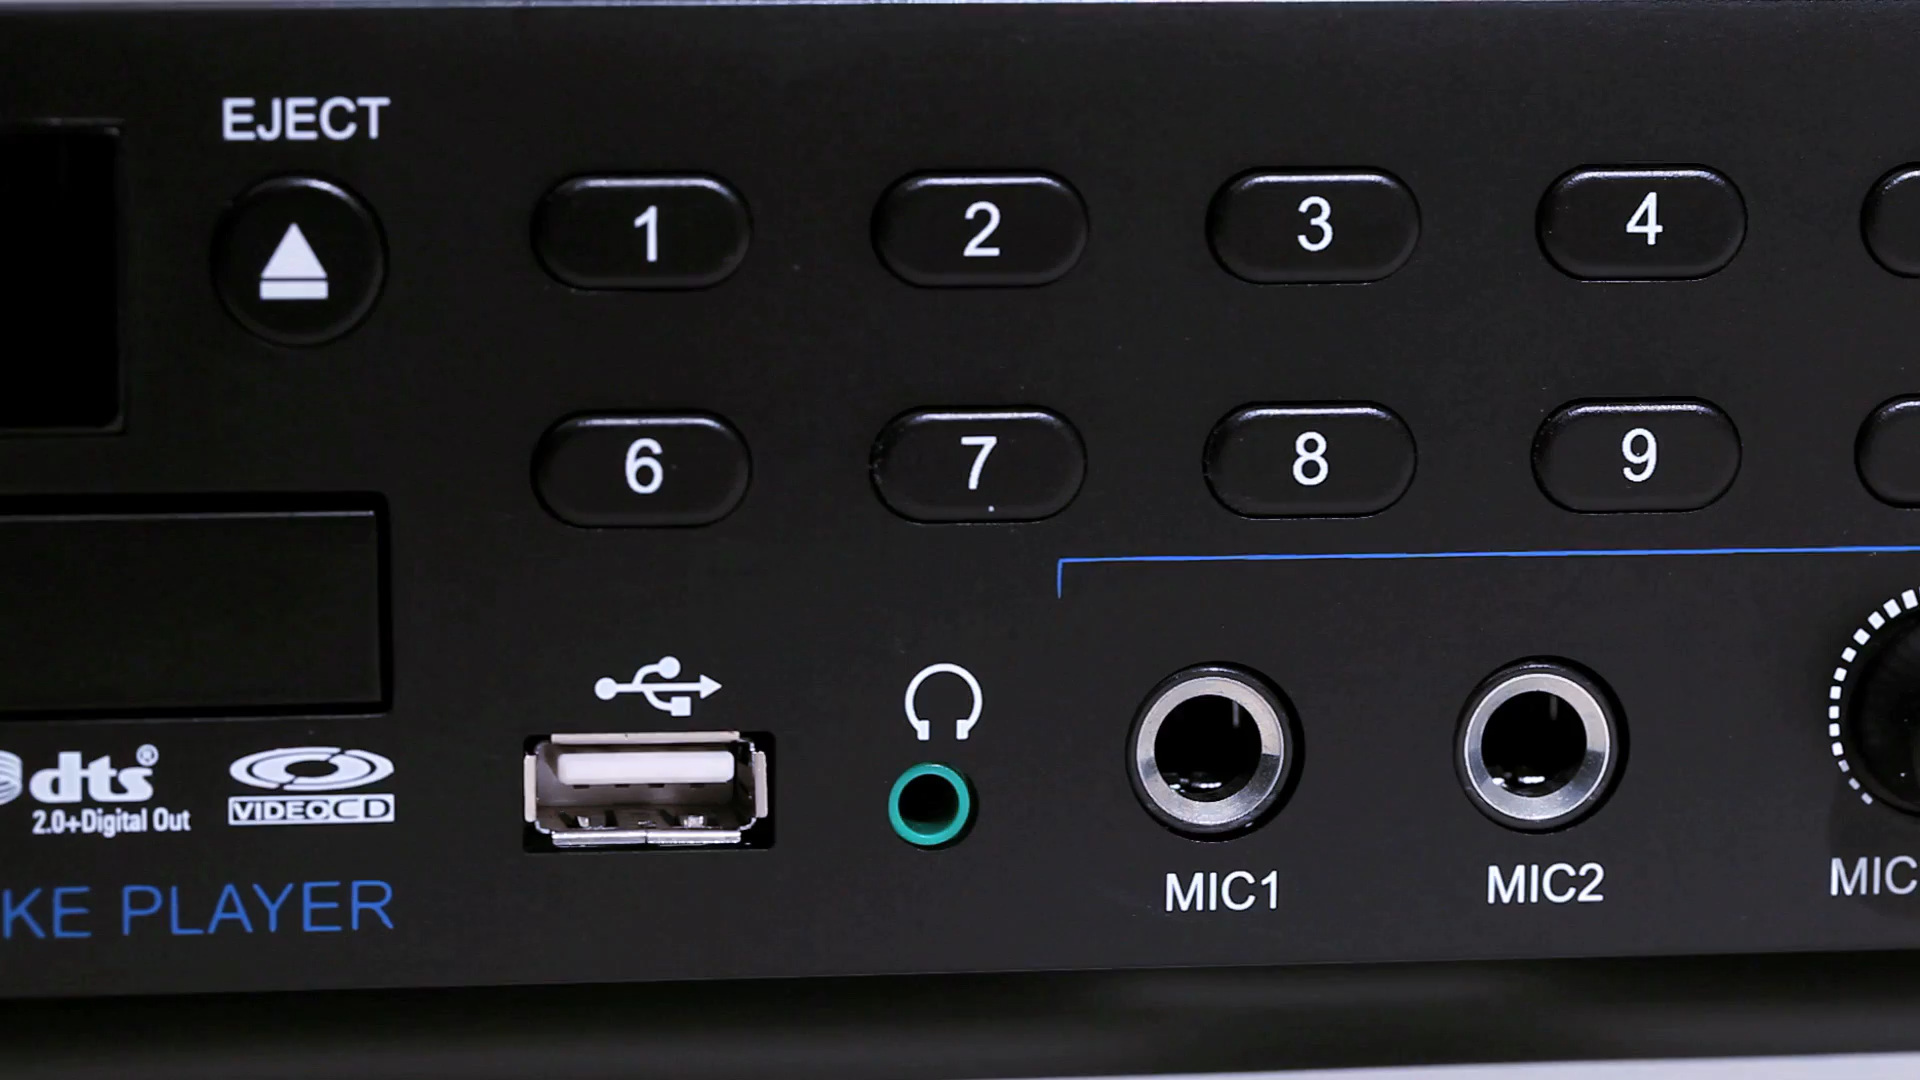 EJECT
1 2 3 4
6 7 8 9
dts®
2.0+Digital Out
VIDEO CD
KE PLAYER
MIC1
MIC2
MIC